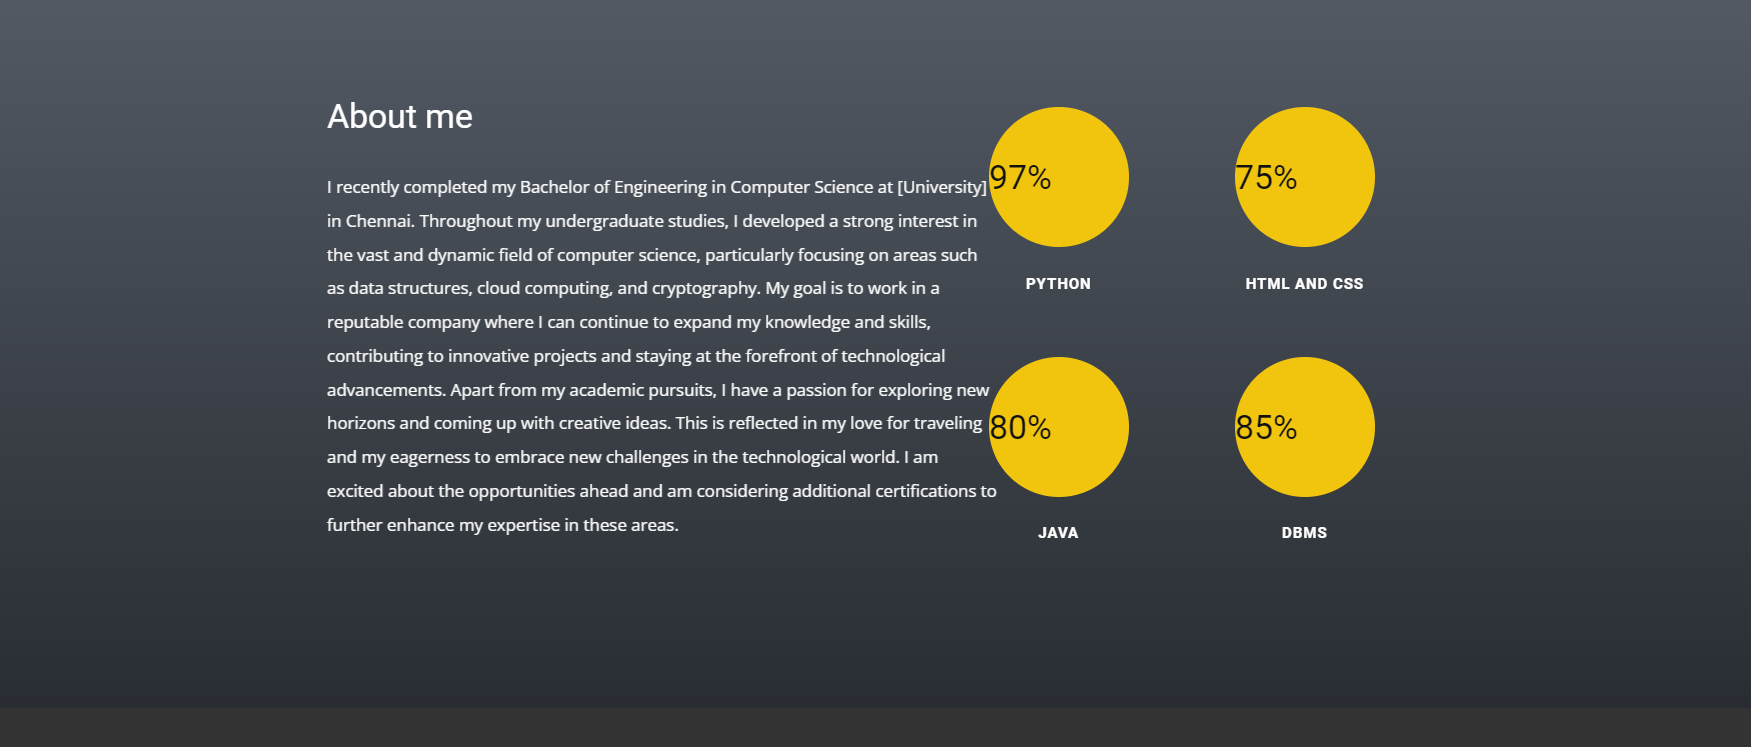 About me
I recently completed my Bachelor of Engineering in Computer Science at [University]
in Chennai. Throughout my undergraduate studies, I developed a strong interest in
the vast and dynamic field of computer science, particularly focusing on areas such
as data structures, cloud computing, and cryptography. My goal is to work in a
reputable company where I can continue to expand my knowledge and skills,
contributing to innovative projects and staying at the forefront of technological
advancements. Apart from my academic pursuits, I have a passion for exploring new
horizons and coming up with creative ideas. This is reflected in my love for traveling
and my eagerness to embrace new challenges in the technological world. I am
excited about the opportunities ahead and am considering additional certifications to
further enhance my expertise in these areas.
97%
75%
PYTHON
HTML AND CSS
80%
85%
JAVA
DBMS